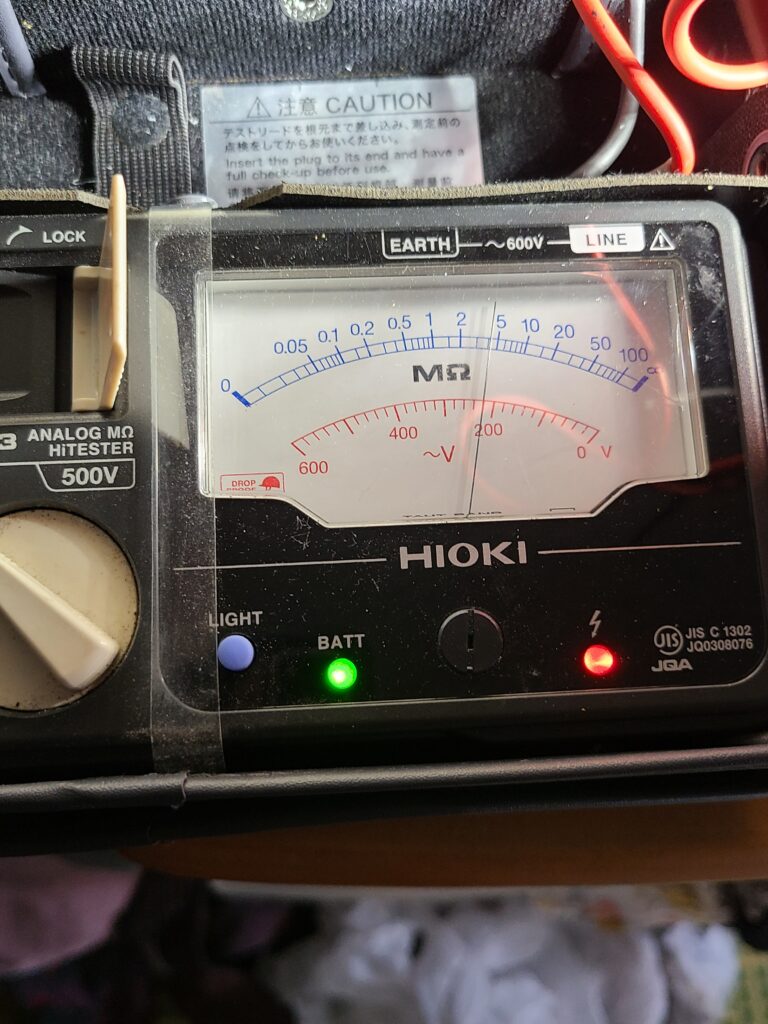 ⚠ 注意 CAUTION
テストリードを根元まで差し込み、測定前の
点検をしてからお使いください。
Insert the plug to its end and have a
full check-up before use.
LOCK
EARTH ～600V LINE ⚠
0 0.05 0.1 0.2 0.5 1 2 5 10 20 50 100 ∞
MΩ
600 400 200 0 V
～V
DROP
PROOF
3 ANALOG MΩ
HiTESTER
500V
HIOKI
LIGHT
BATT
JIS JIS C 1302
JQ0308076
JQA